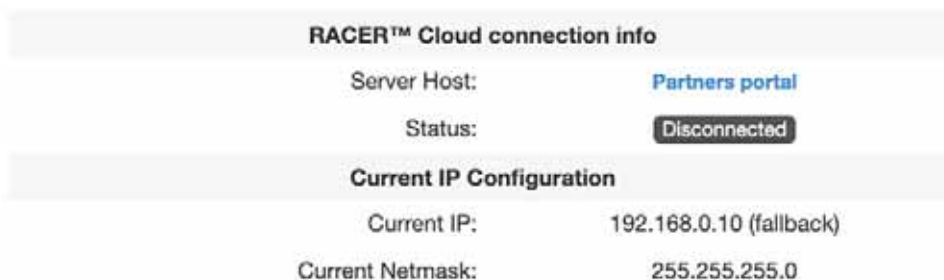 RACER™ Cloud connection info
Server Host: Partners portal
Status: Disconnected
Current IP Configuration
Current IP: 192.168.0.10 (fallback)
Current Netmask: 255.255.255.0